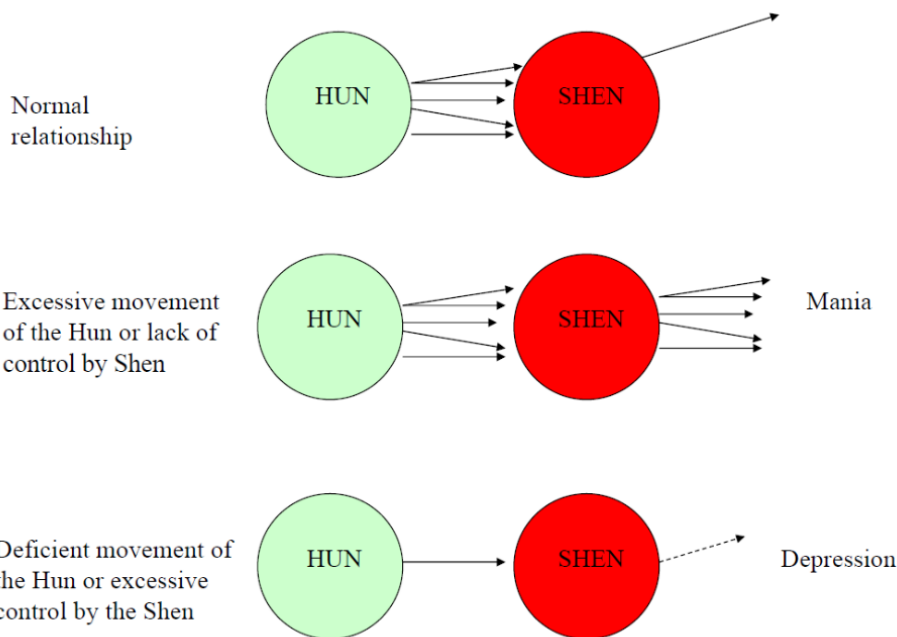 HUN
SHEN
Normal
relationship
Excessive movement
of the Hun or lack of
control by Shen
HUN
SHEN
Mania
Deficient movement of
the Hun or excessive
control by the Shen
HUN
SHEN
Depression